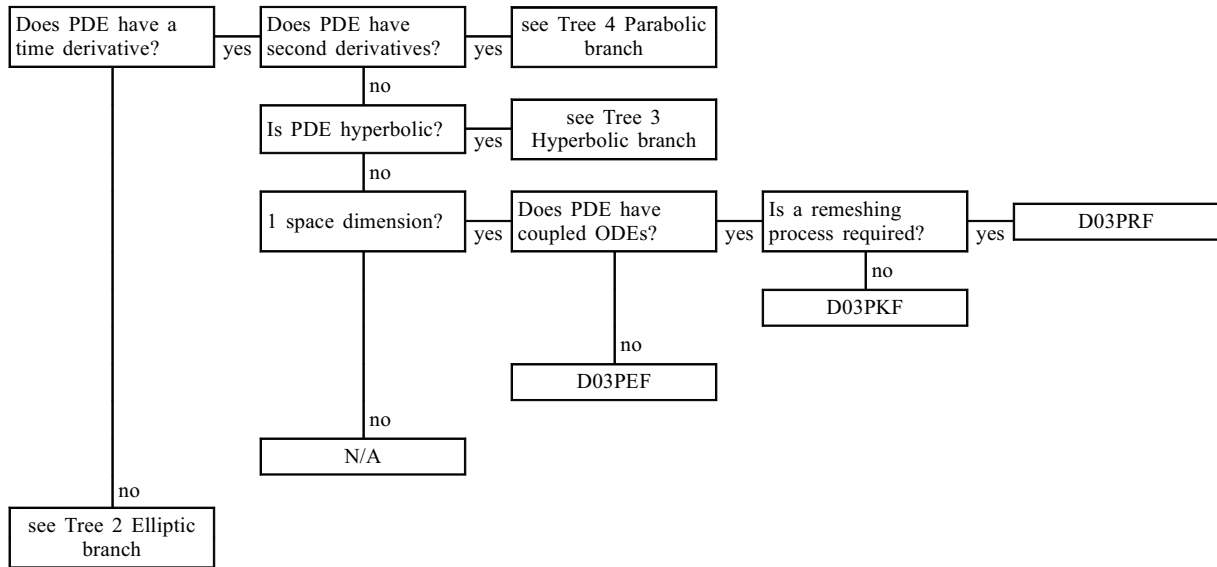 Does PDE have a
time derivative?
yes
Does PDE have
second derivatives?
yes
see Tree 4 Parabolic
branch
no
Is PDE hyperbolic?
yes
see Tree 3
Hyperbolic branch
no
1 space dimension?
yes
Does PDE have
coupled ODEs?
yes
Is a remeshing
process required?
yes
D03PRF
no
D03PKF
no
D03PEF
no
N/A
no
see Tree 2 Elliptic
branch